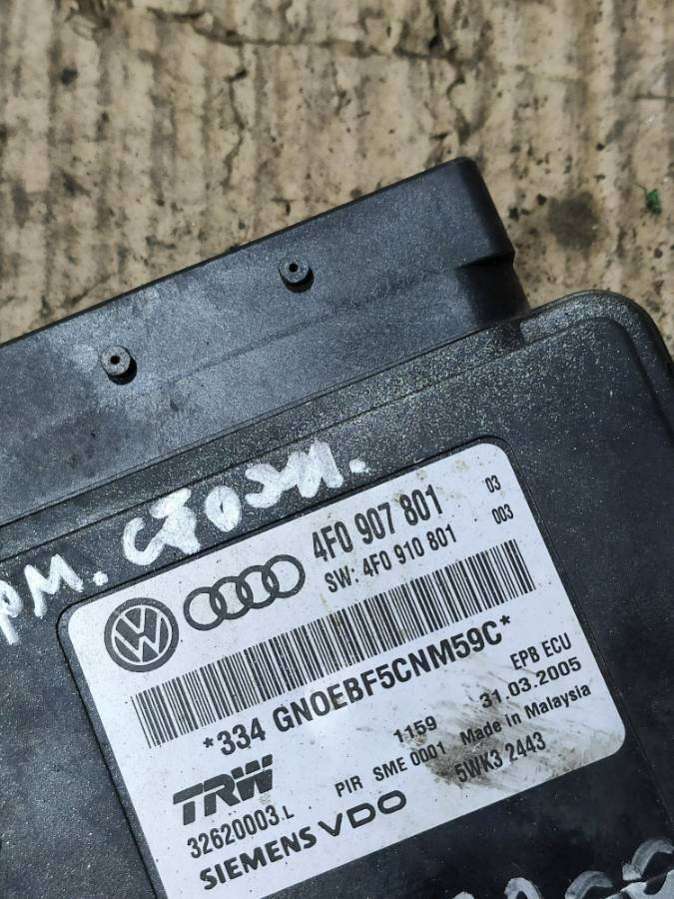 рм. стоян.
4F0 907 801 03
SW: 4F0 910 801 003
*334 GNOEBF5CNM59C*
EPB ECU
1159 31.03.2005
TRW PIR SME 0001 Made in Malaysia
32620003.L 5WK3 2443
SIEMENS VDO